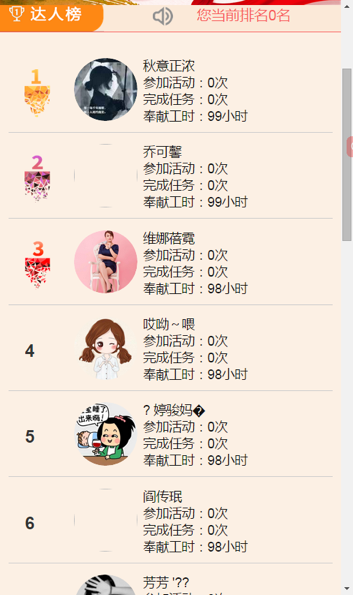 达人榜
您当前排名0名
1
秋意正浓
参加活动：0次
完成任务：0次
奉献工时：99小时
2
乔可馨
参加活动：0次
完成任务：0次
奉献工时：99小时
3
维娜蓓霓
参加活动：0次
完成任务：0次
奉献工时：98小时
4
哎呦～喂
参加活动：0次
完成任务：0次
奉献工时：98小时
5
? 婷骏妈�
参加活动：0次
完成任务：0次
奉献工时：98小时
6
阎传珉
参加活动：0次
完成任务：0次
奉献工时：98小时
芳芳 '??